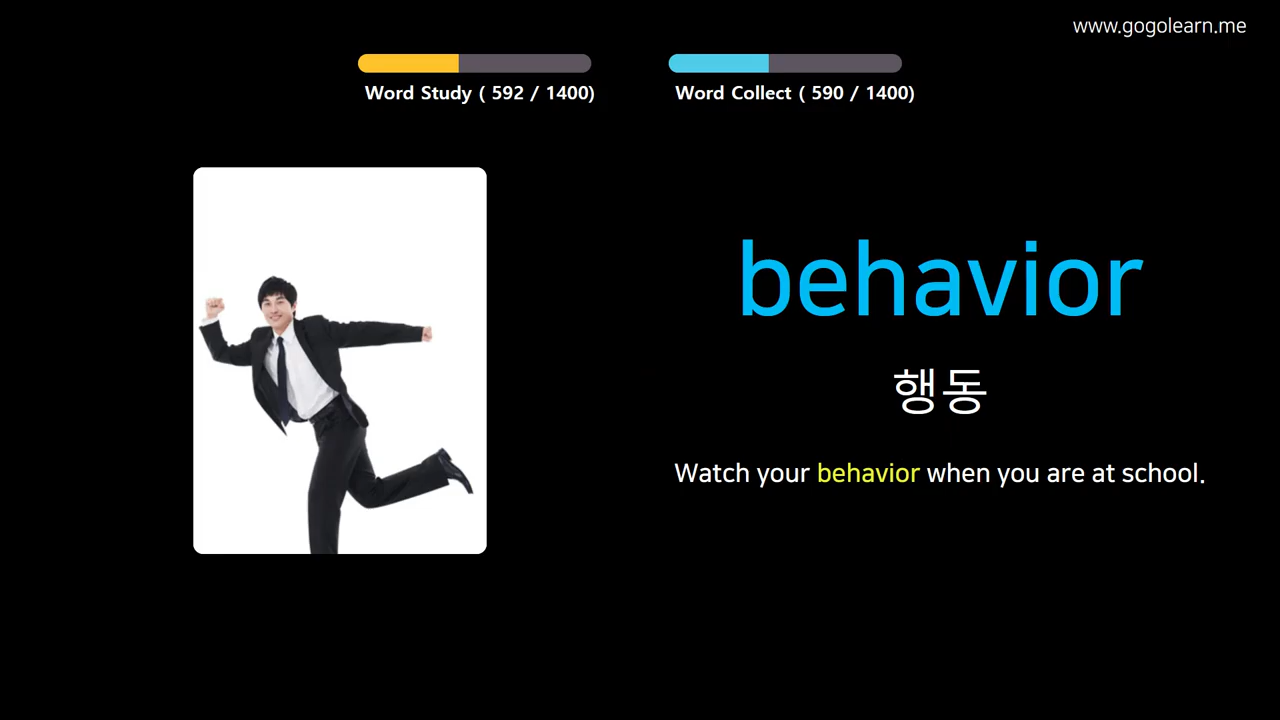 www.gogolearn.me
Word Study ( 592 / 1400)
Word Collect ( 590 / 1400)
behavior
행동
Watch your behavior when you are at school.